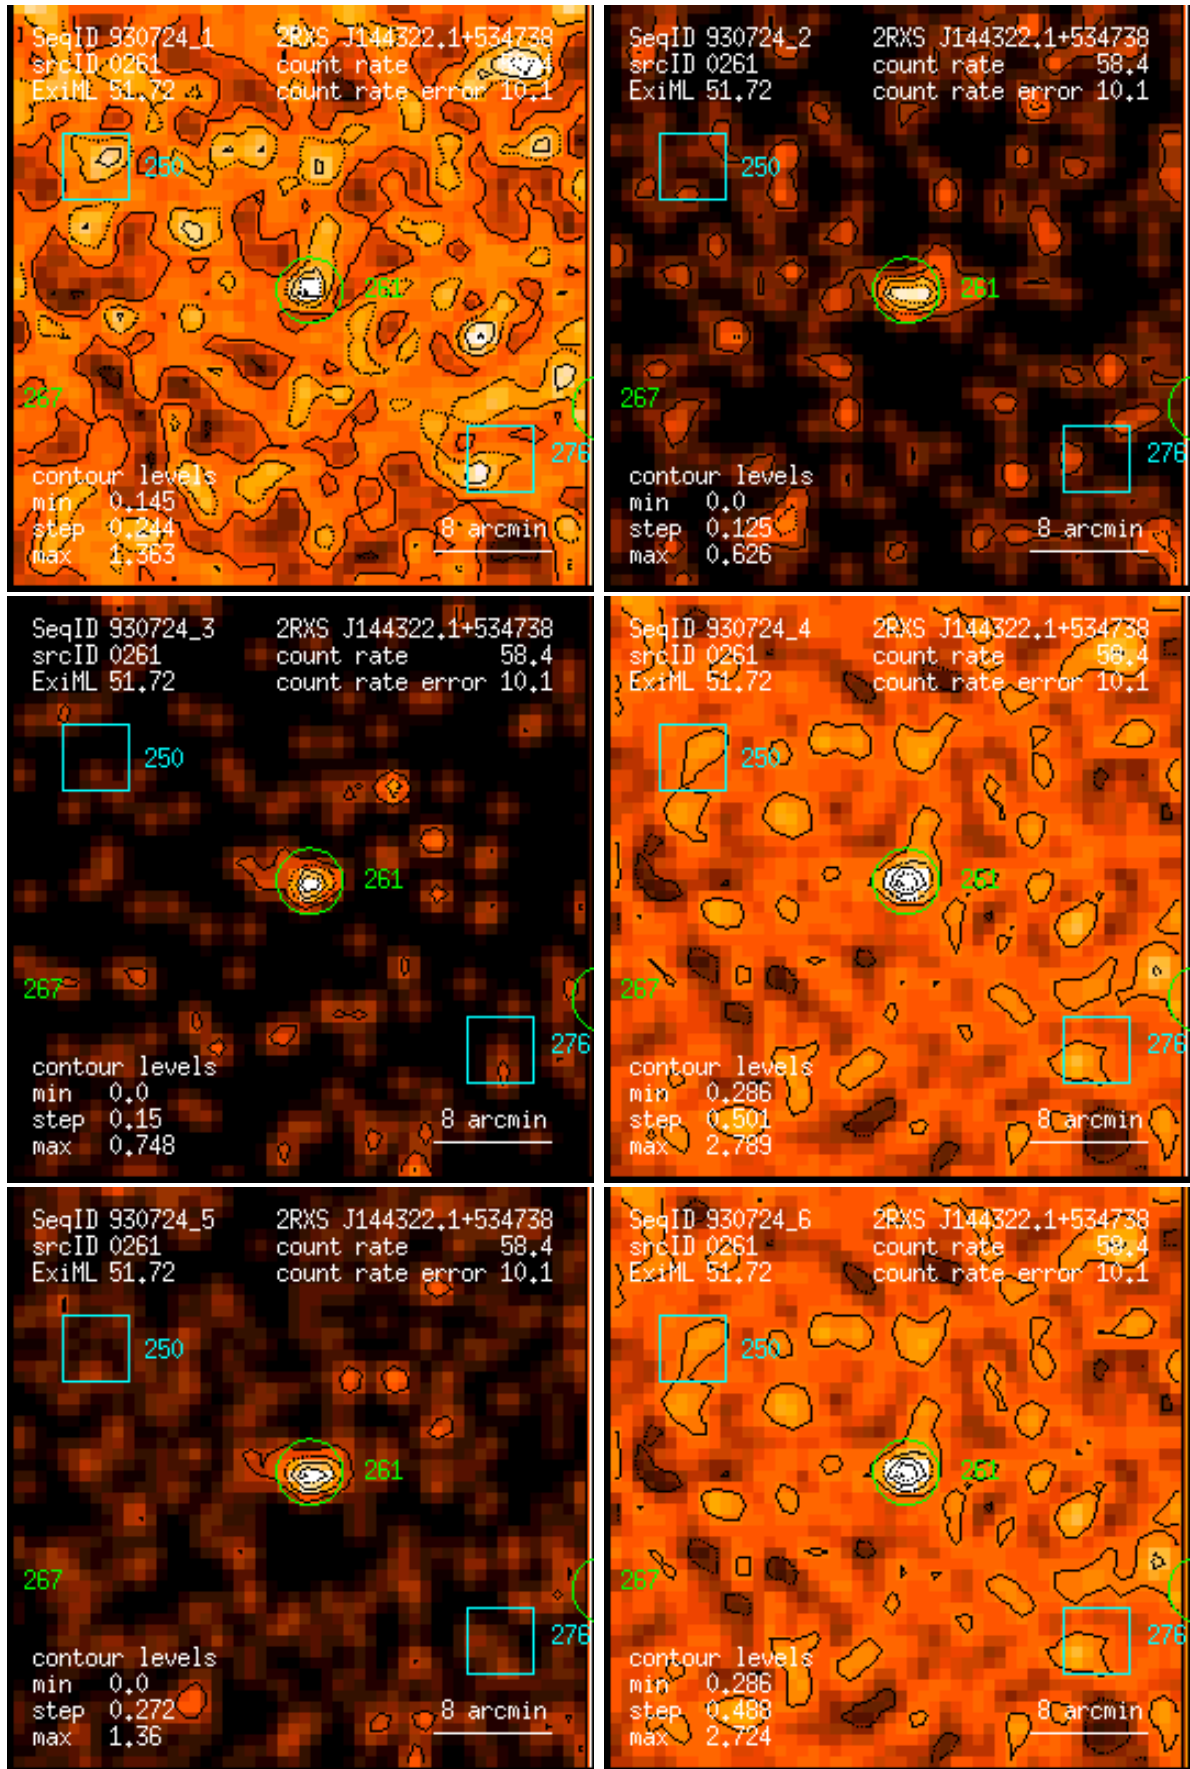 SeqID 930724_1 2RXS J144322.1+534738
srcID 0261 count rate 58.4
ExiML 51.72 count rate error 10.1
250
261
267
276
contour levels
min 0.145
step 0.244
max 1.363
8 arcmin
SeqID 930724_2 2RXS J144322.1+534738
srcID 0261 count rate 58.4
ExiML 51.72 count rate error 10.1
250
261
267
276
contour levels
min 0.0
step 0.125
max 0.626
8 arcmin
SeqID 930724_3 2RXS J144322.1+534738
srcID 0261 count rate 58.4
ExiML 51.72 count rate error 10.1
250
261
267
276
contour levels
min 0.0
step 0.15
max 0.748
8 arcmin
SeqID 930724_4 2RXS J144322.1+534738
srcID 0261 count rate 58.4
ExiML 51.72 count rate error 10.1
250
261
267
276
contour levels
min 0.286
step 0.501
max 2.789
8 arcmin
SeqID 930724_5 2RXS J144322.1+534738
srcID 0261 count rate 58.4
ExiML 51.72 count rate error 10.1
250
261
267
276
contour levels
min 0.0
step 0.272
max 1.36
8 arcmin
SeqID 930724_6 2RXS J144322.1+534738
srcID 0261 count rate 58.4
ExiML 51.72 count rate error 10.1
250
261
267
276
contour levels
min 0.286
step 0.488
max 2.724
8 arcmin